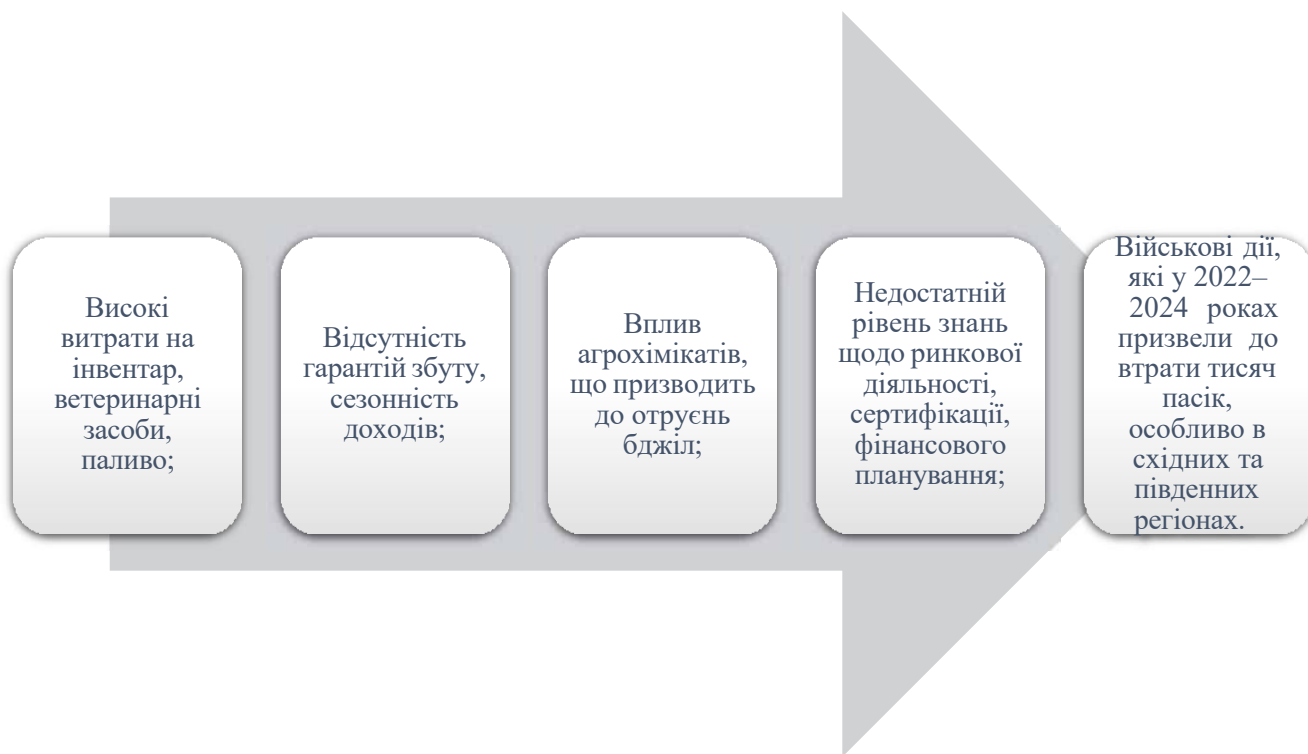 Високі
витрати на
інвентар,
ветеринарні
засоби,
паливо;
Відсутність
гарантій збуту,
сезонність
доходів;
Вплив
агрохімікатів,
що призводить
до отруєнь
бджіл;
Недостатній
рівень знань
щодо ринкової
діяльності,
сертифікації,
фінансового
планування;
Військові дії,
які у 2022–
2024 роках
призвели до
втрати тисяч
пасік,
особливо в
східних та
південних
регіонах.